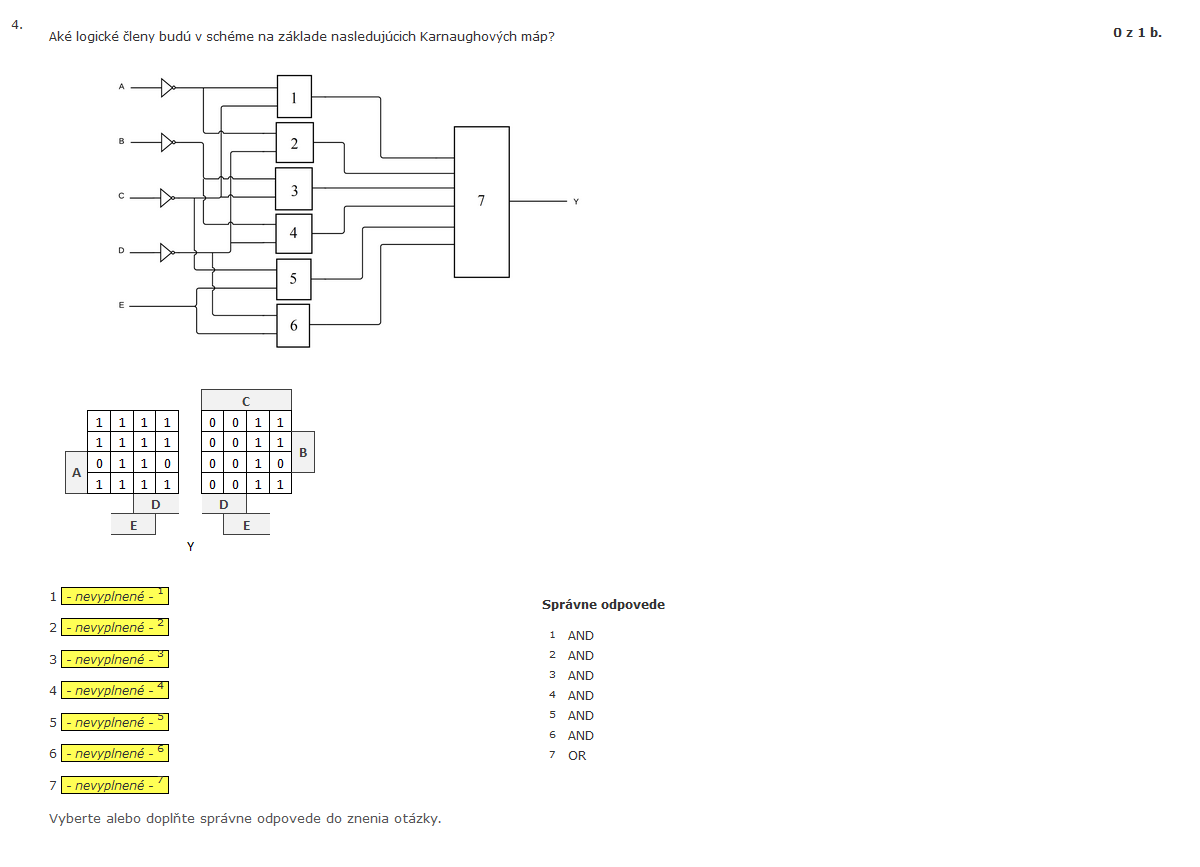 4.
Aké logické členy budú v schéme na základe nasledujúcich Karnaughových máp?
0 z 1 b.
A
B
C
D
E
1
2
3
4
5
6
7
Y
C
1 1 1 1 0 0 1 1
1 1 1 1 0 0 1 1
0 1 1 0 0 0 1 0
1 1 1 1 0 0 1 1
A
B
D D
E E
Y
1 - nevyplnené - 1
2 - nevyplnené - 2
3 - nevyplnené - 3
4 - nevyplnené - 4
5 - nevyplnené - 5
6 - nevyplnené - 6
7 - nevyplnené - 7
Správne odpovede
1 AND
2 AND
3 AND
4 AND
5 AND
6 AND
7 OR
Vyberte alebo doplňte správne odpovede do znenia otázky.